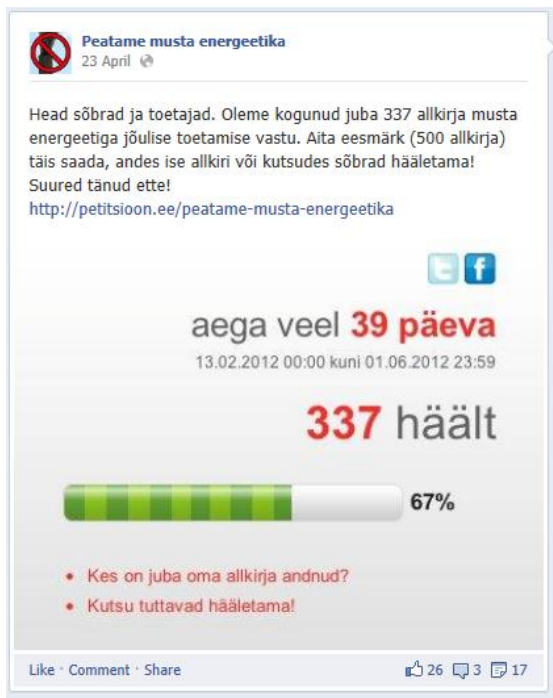 Peatame musta energeetika
23 April
Head sõbrad ja toetajad. Oleme kogunud juba 337 allkirja musta
energeetiga jõulise toetamise vastu. Aita eesmärk (500 allkirja)
täis saada, andes ise allkiri või kutsudes sõbrad hääletama!
Suured tänud ette!
http://petitsioon.ee/peatame-musta-energeetika
t f
aega veel 39 päeva
13.02.2012 00:00 kuni 01.06.2012 23:59
337 häält
67%
• Kes on juba oma allkirja andnud?
• Kutsu tuttavad hääletama!
Like · Comment · Share 26 3 17